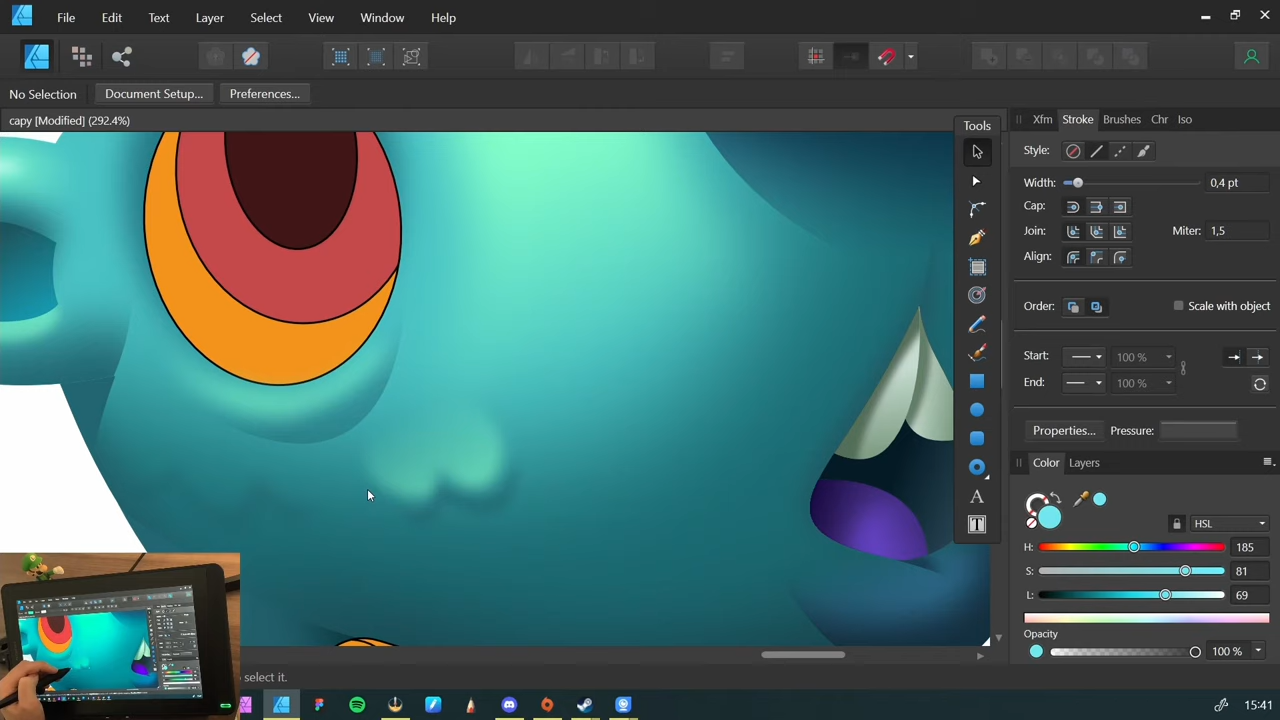 File Edit Text Layer Select View Window Help
No Selection Document Setup... Preferences...
capy [Modified] (292.4%)
Tools
Xfm Stroke Brushes Chr Iso
Style:
Width: 0,4 pt
Cap:
Join: Miter: 1,5
Align:
Order: Scale with object
Start: 100 %
End: 100 %
Properties... Pressure:
Color Layers
HSL
H: 185
S: 81
L: 69
Opacity
100 %
A
T
select it.
15:41